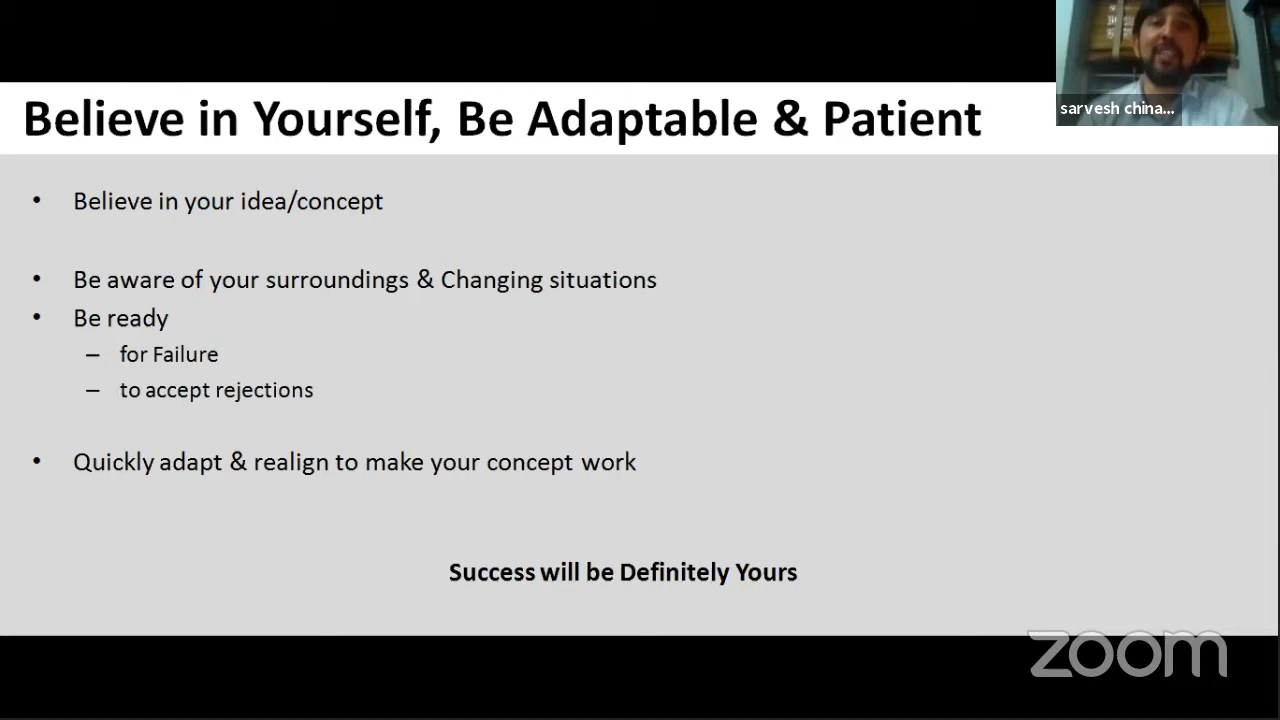 Believe in Yourself, Be Adaptable & Patient
sarvesh china...
• Believe in your idea/concept
• Be aware of your surroundings & Changing situations
• Be ready
– for Failure
– to accept rejections
• Quickly adapt & realign to make your concept work
Success will be Definitely Yours
zoom